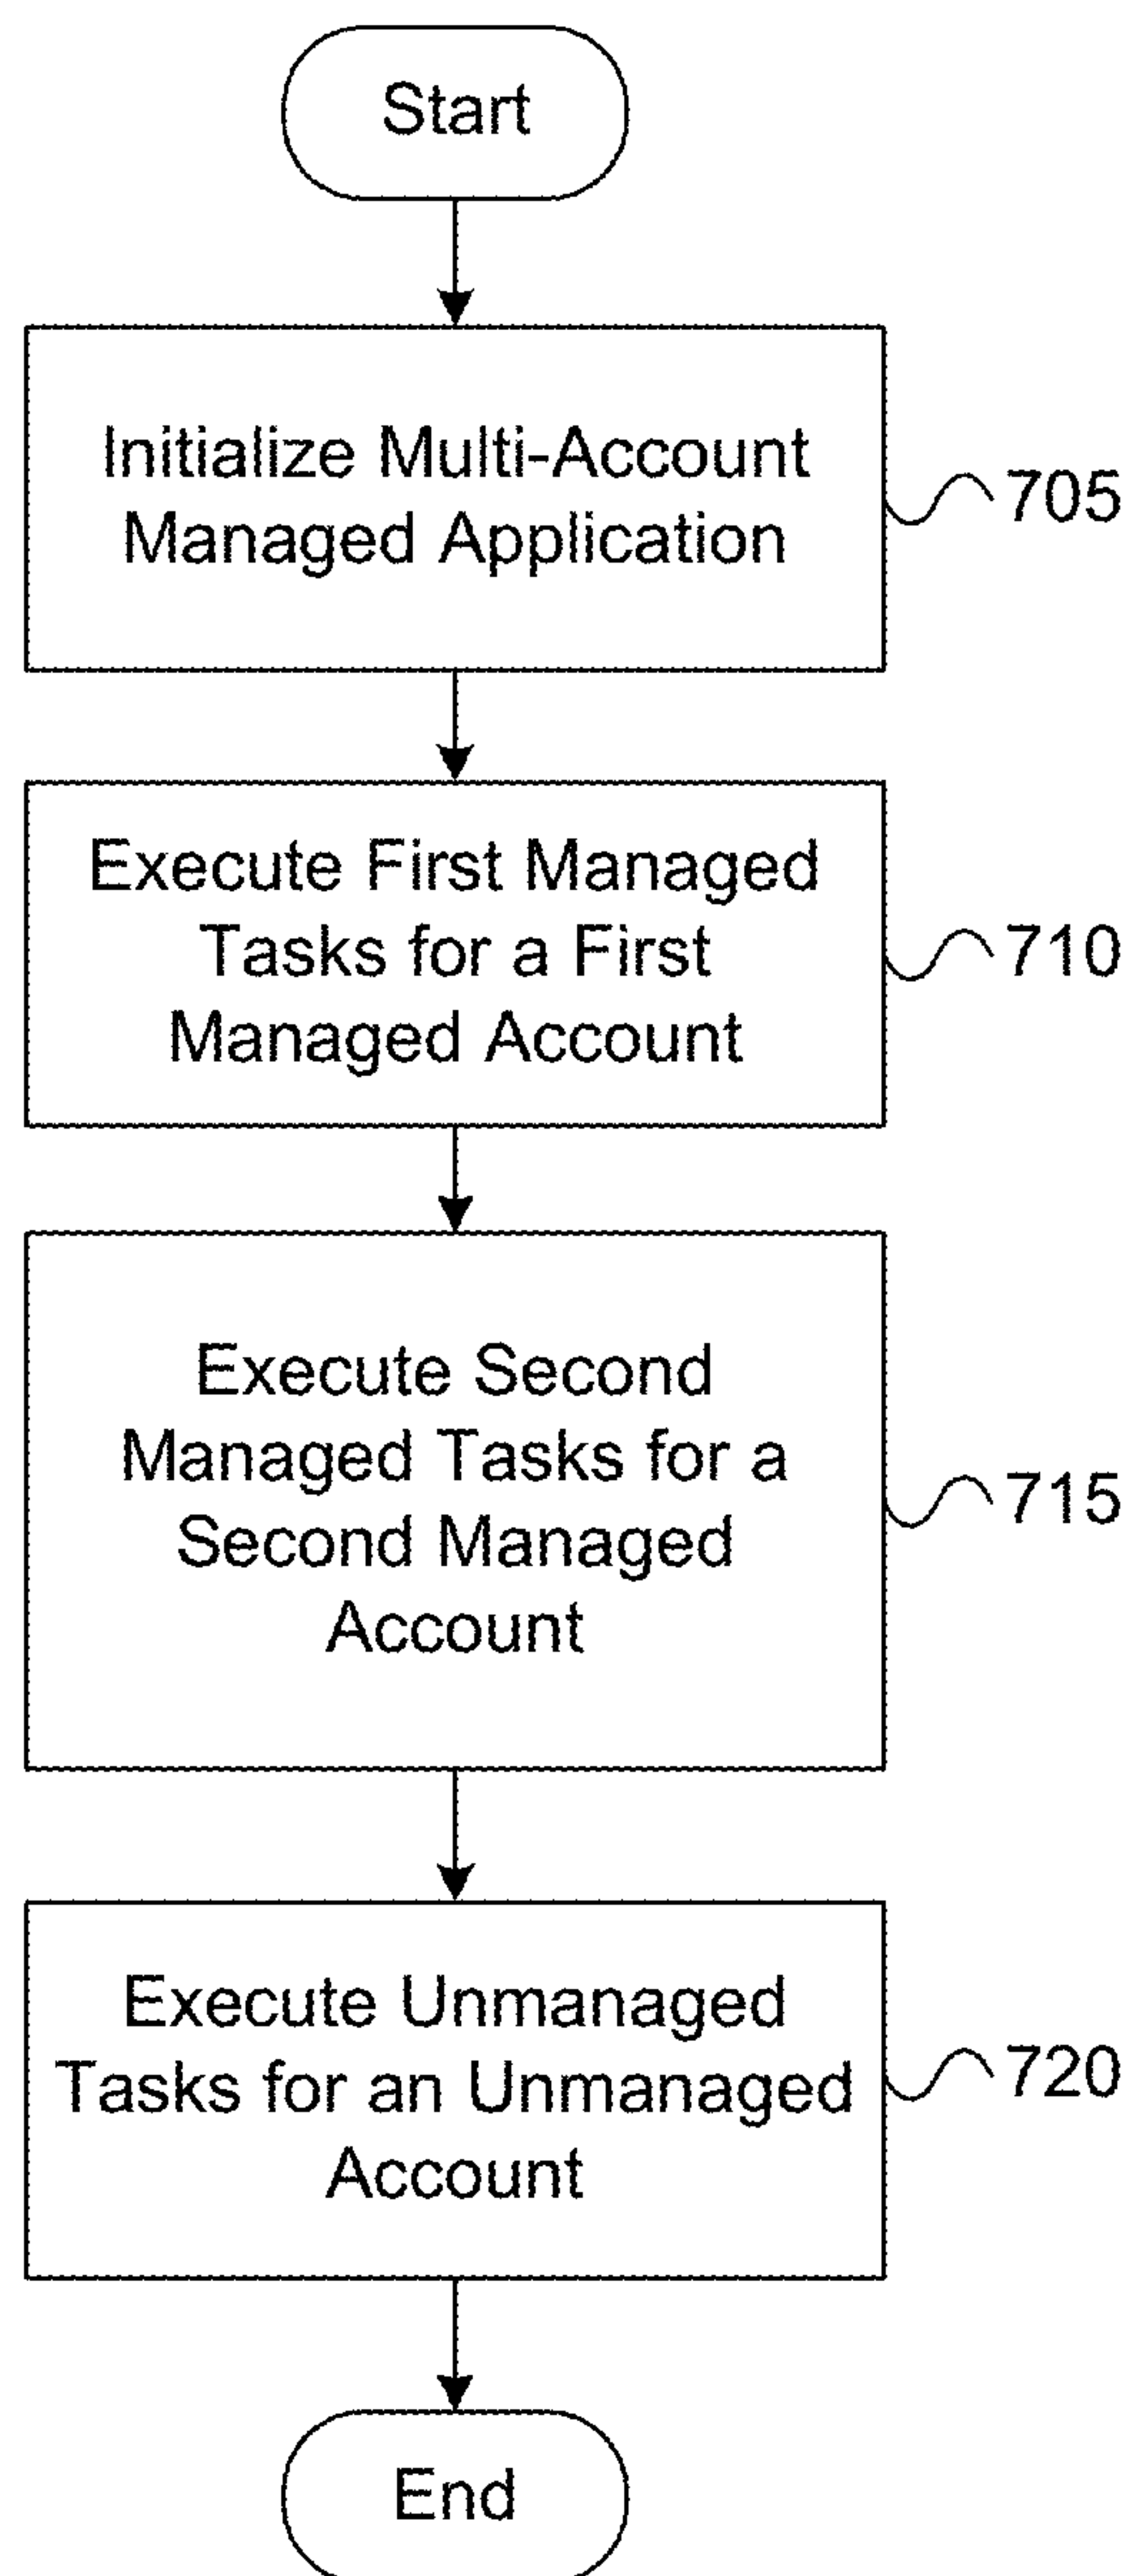 Start
Initialize Multi-Account
Managed Application
705
Execute First Managed
Tasks for a First
Managed Account
710
Execute Second
Managed Tasks for a
Second Managed
Account
715
Execute Unmanaged
Tasks for an Unmanaged
Account
720
End